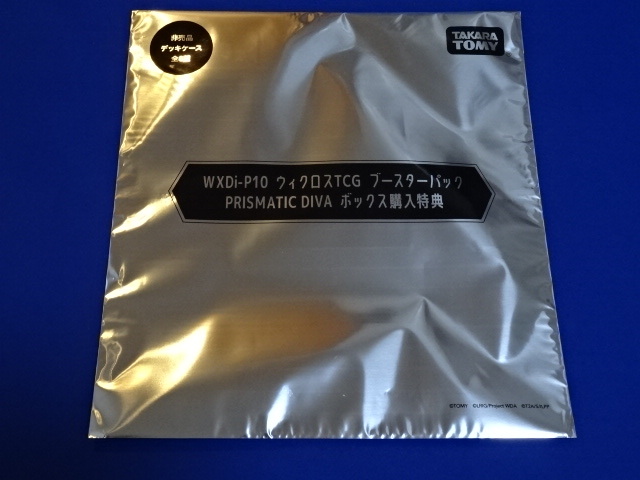 非売品
デッキケース
TAKARA
TOMY
WXDi-P10 ウィクロスTCG ブースターパック
PRISMATIC DIVA ボックス購入特典
©TOMY